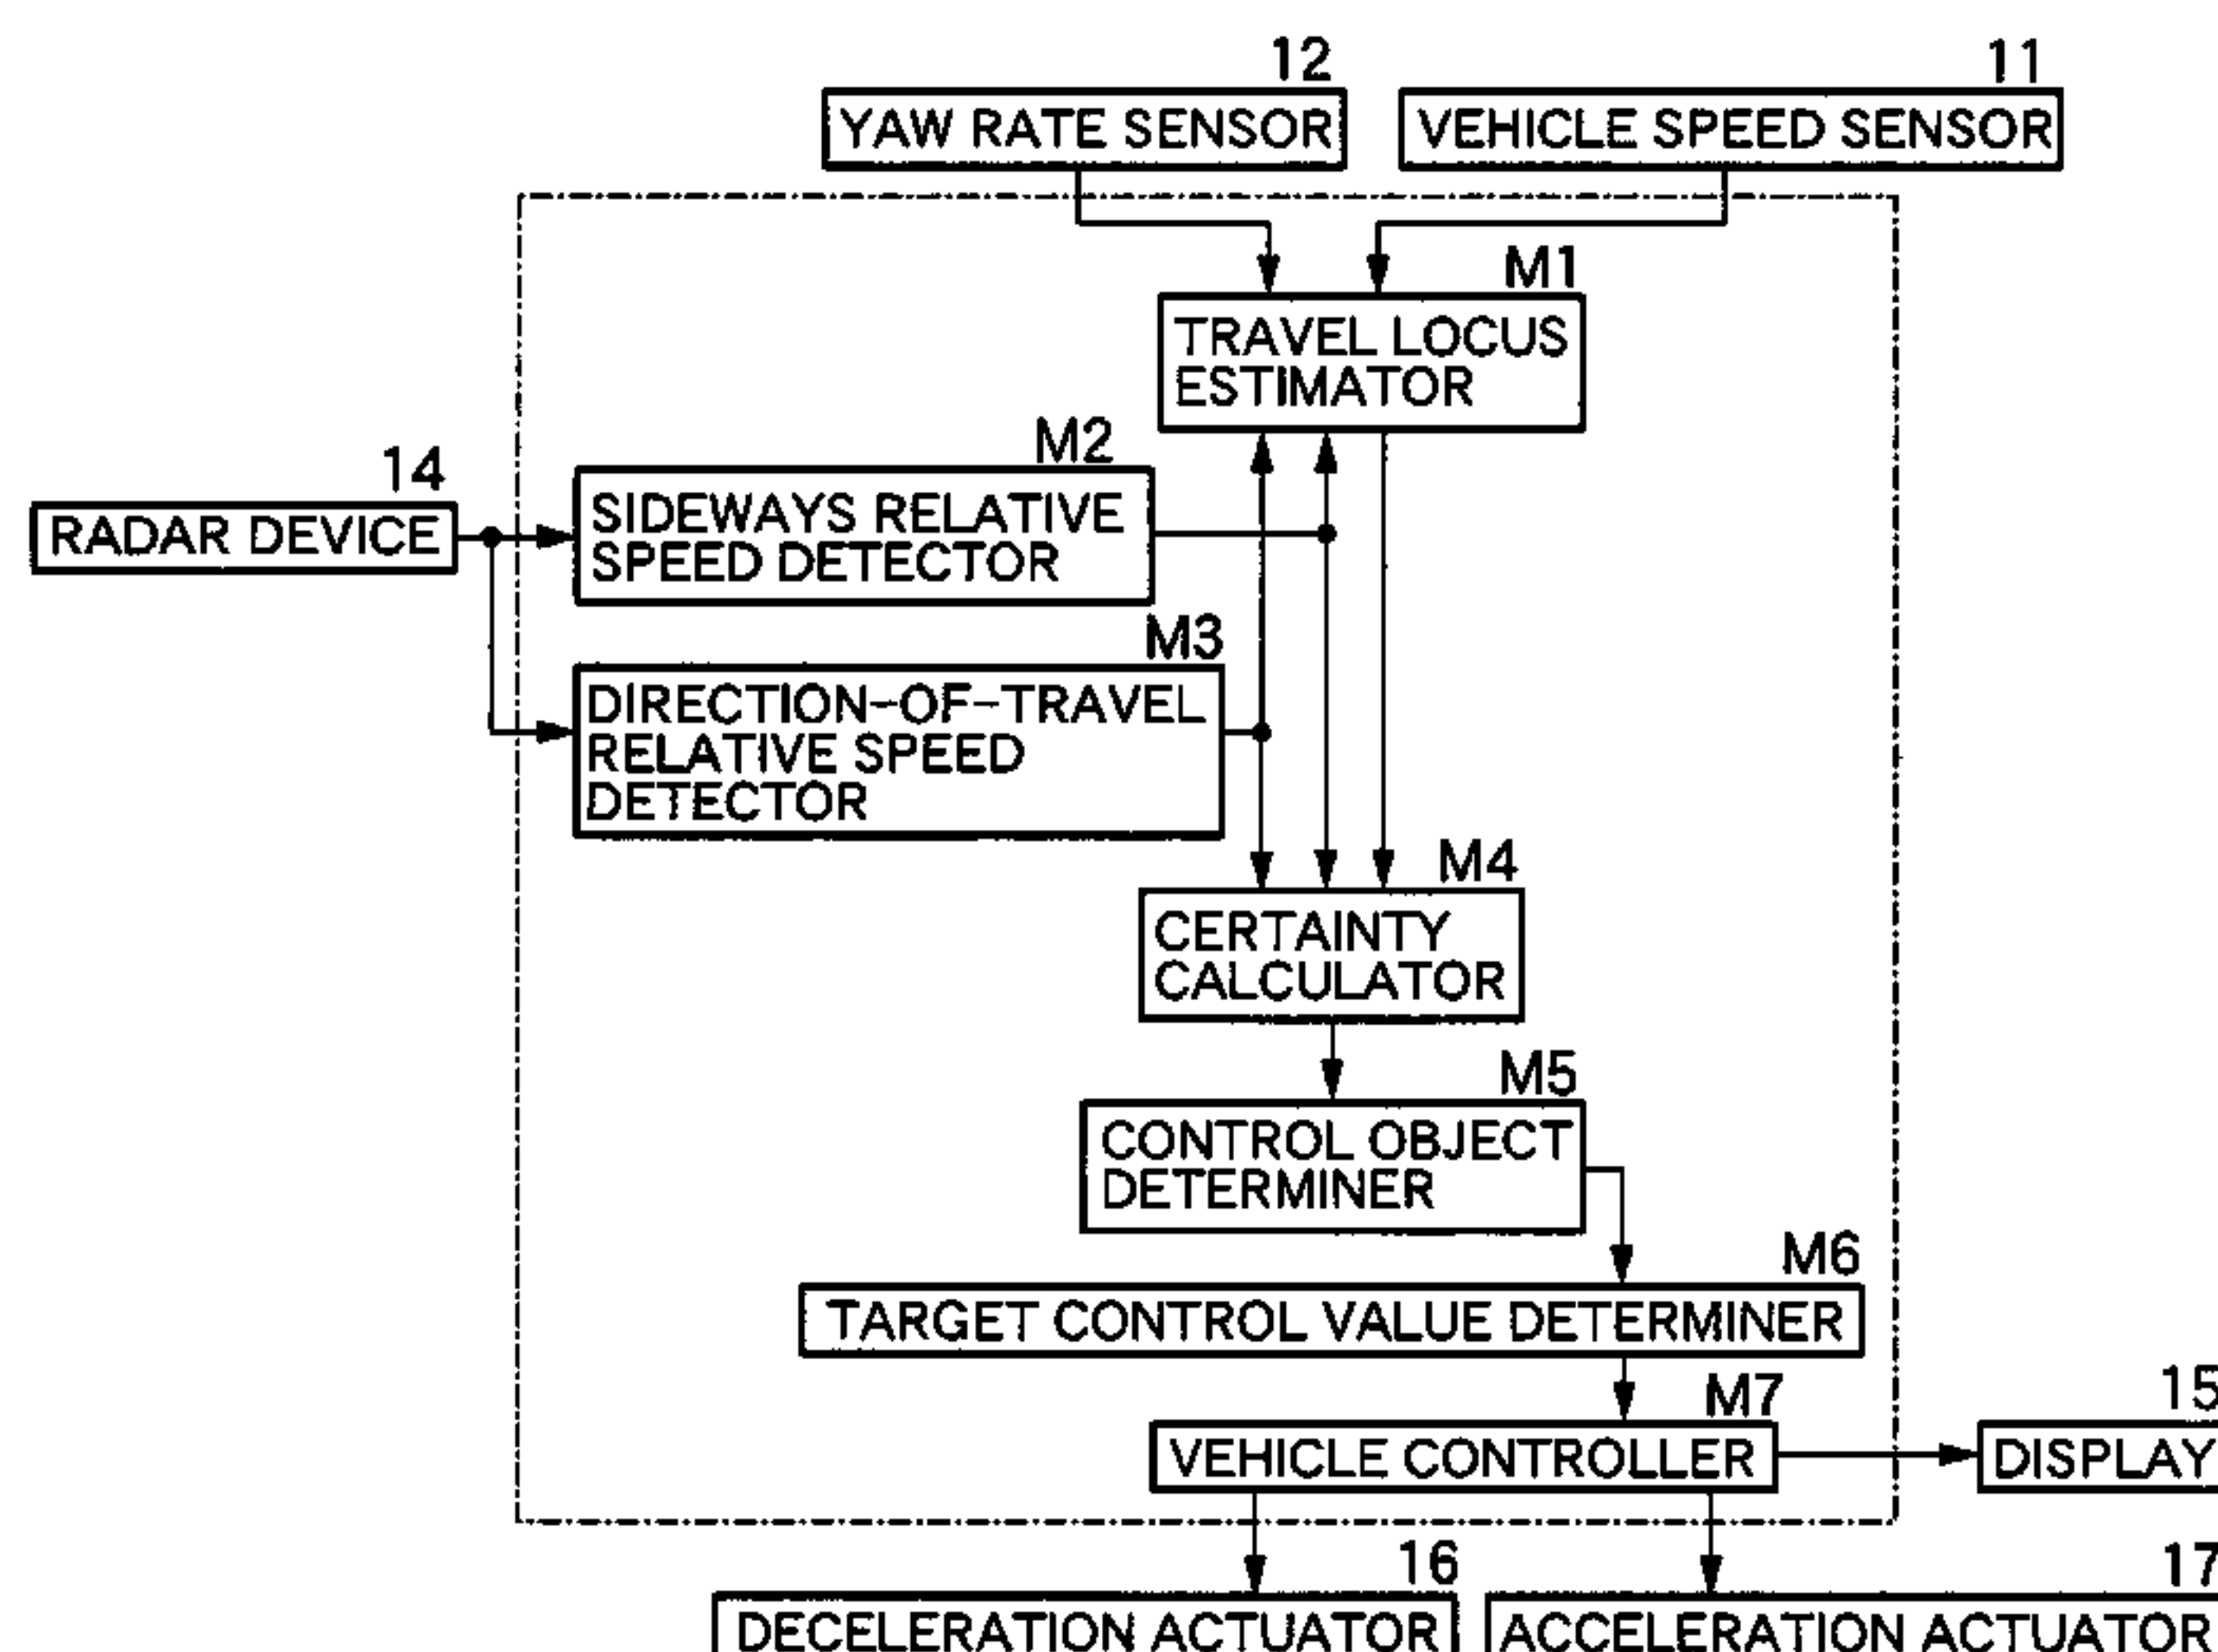 12
YAW RATE SENSOR
11
VEHICLE SPEED SENSOR
M1
TRAVEL LOCUS
ESTIMATOR
14
RADAR DEVICE
M2
SIDEWAYS RELATIVE
SPEED DETECTOR
M3
DIRECTION-OF-TRAVEL
RELATIVE SPEED
DETECTOR
M4
CERTAINTY
CALCULATOR
M5
CONTROL OBJECT
DETERMINER
M6
TARGET CONTROL VALUE DETERMINER
M7
VEHICLE CONTROLLER
15
DISPLAY
16
DECELERATION ACTUATOR
17
ACCELERATION ACTUATOR